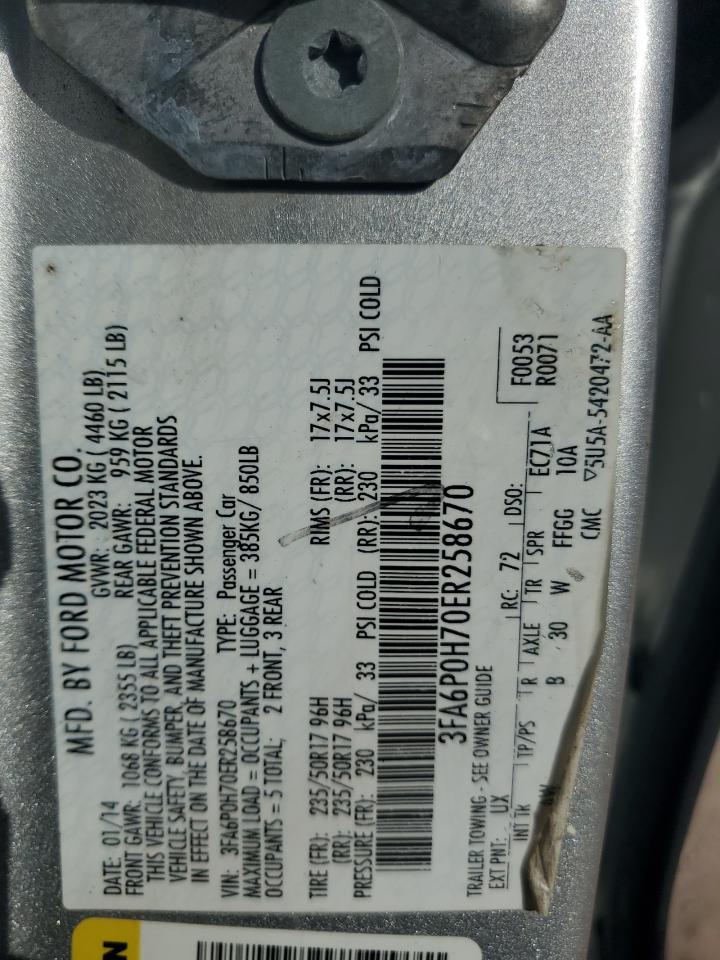 MFD. BY FORD MOTOR CO.
DATE: 01/14 GVWR: 2023 KG ( 4460 LB)
FRONT GAWR: 1068 KG ( 2355 LB) REAR GAWR: 959 KG ( 2115 LB)
THIS VEHICLE CONFORMS TO ALL APPLICABLE FEDERAL MOTOR
VEHICLE SAFETY, BUMPER, AND THEFT PREVENTION STANDARDS
IN EFFECT ON THE DATE OF MANUFACTURE SHOWN ABOVE.
VIN: 3FA6P0H70ER258670 TYPE: Passenger Car
MAXIMUM LOAD = OCCUPANTS + LUGGAGE = 385KG/ 850LB
OCCUPANTS = 5 TOTAL; 2 FRONT, 3 REAR
TIRE (FR): 235/50R17 96H RIMS (FR): 17x7.5J
(RR): 235/50R17 96H (RR): 17x7.5J
PRESSURE (FR): 230 kPa/ 33 PSI COLD (RR): 230 kPa/ 33 PSI COLD
3FA6P0H70ER258670
TRAILER TOWING - SEE OWNER GUIDE
F0053
R0071
EXT PNT: UX RC: 72 DSO:
INT TR TP/PS R AXLE TR SPR EC71A
8W B 30 W FFGG 10A
CMC ▽5U5A-5420472-AA
N